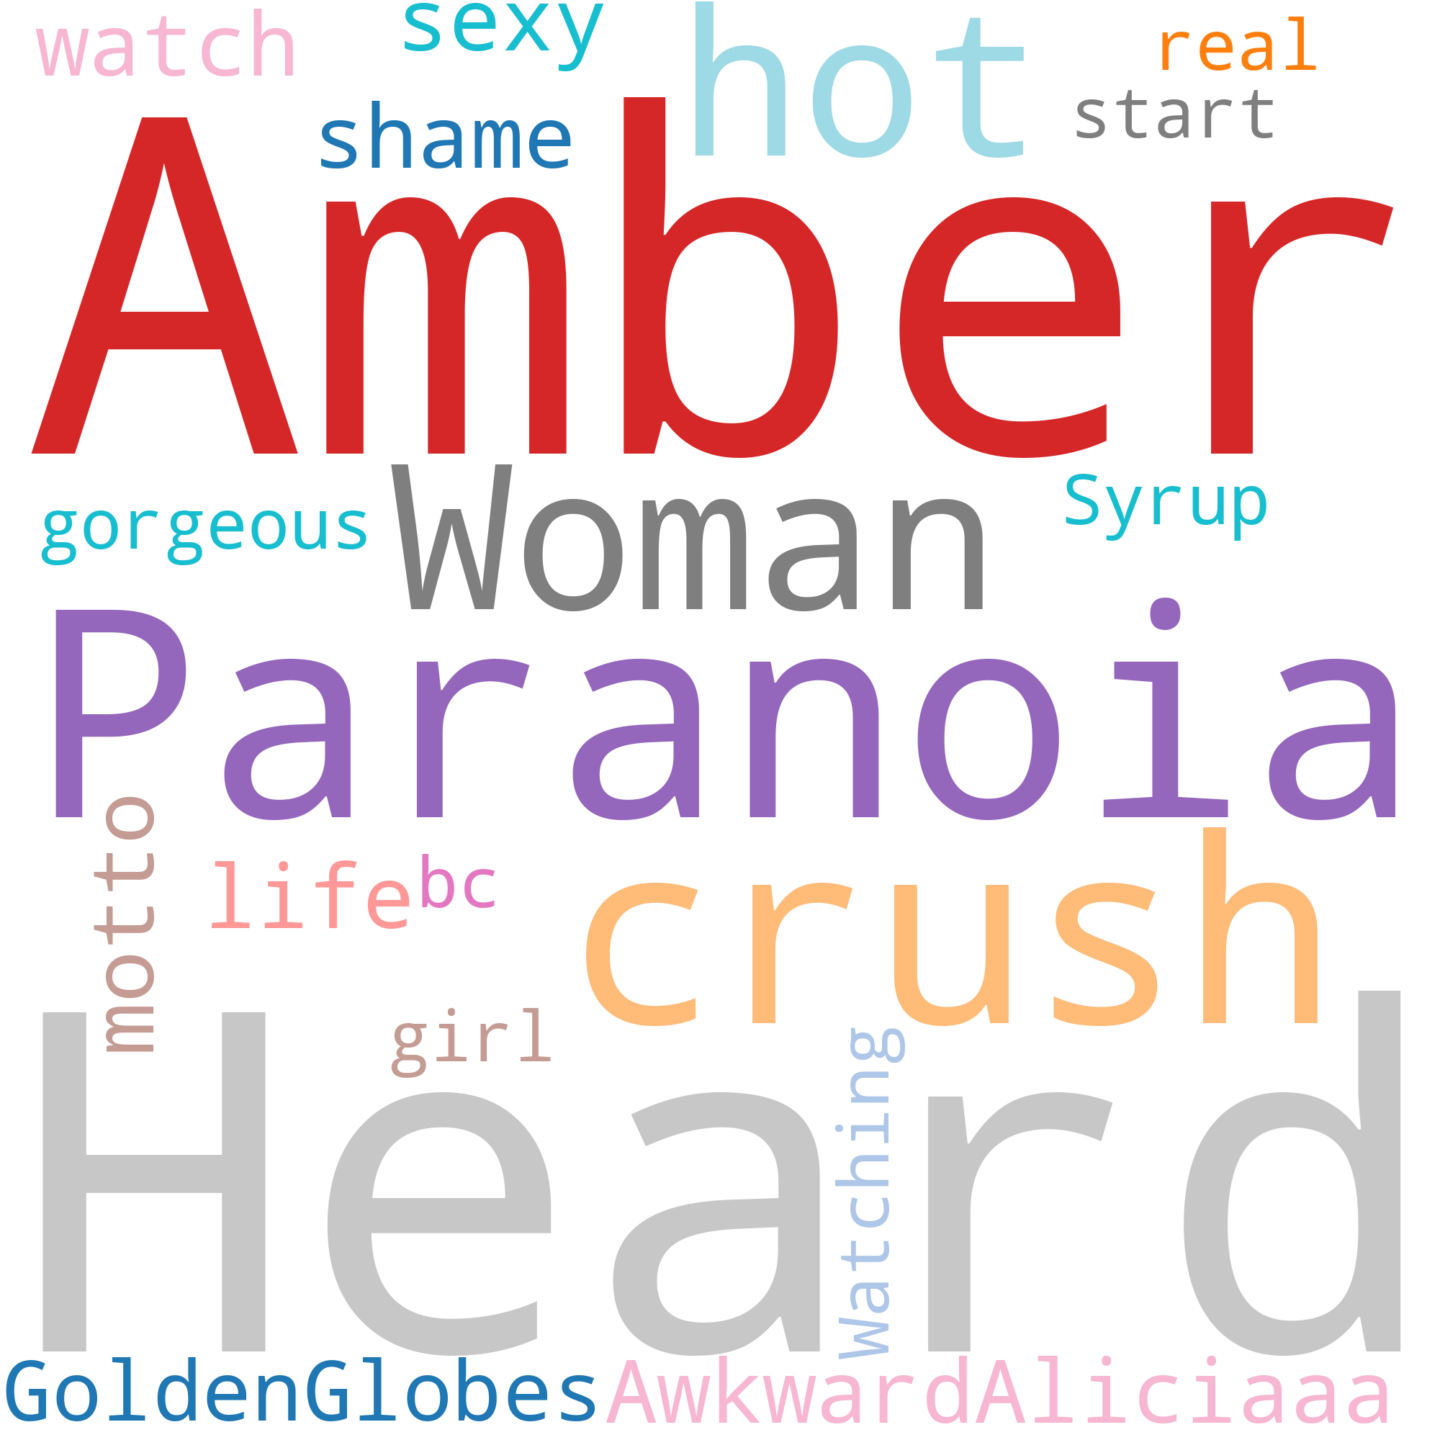 watch
sexy
hot
real
start
shame
Amber
gorgeous
Woman
Syrup
Paranoia
motto
life
bc
crush
girl
Watching
Heard
GoldenGlobes
AwkwardAliciaaa